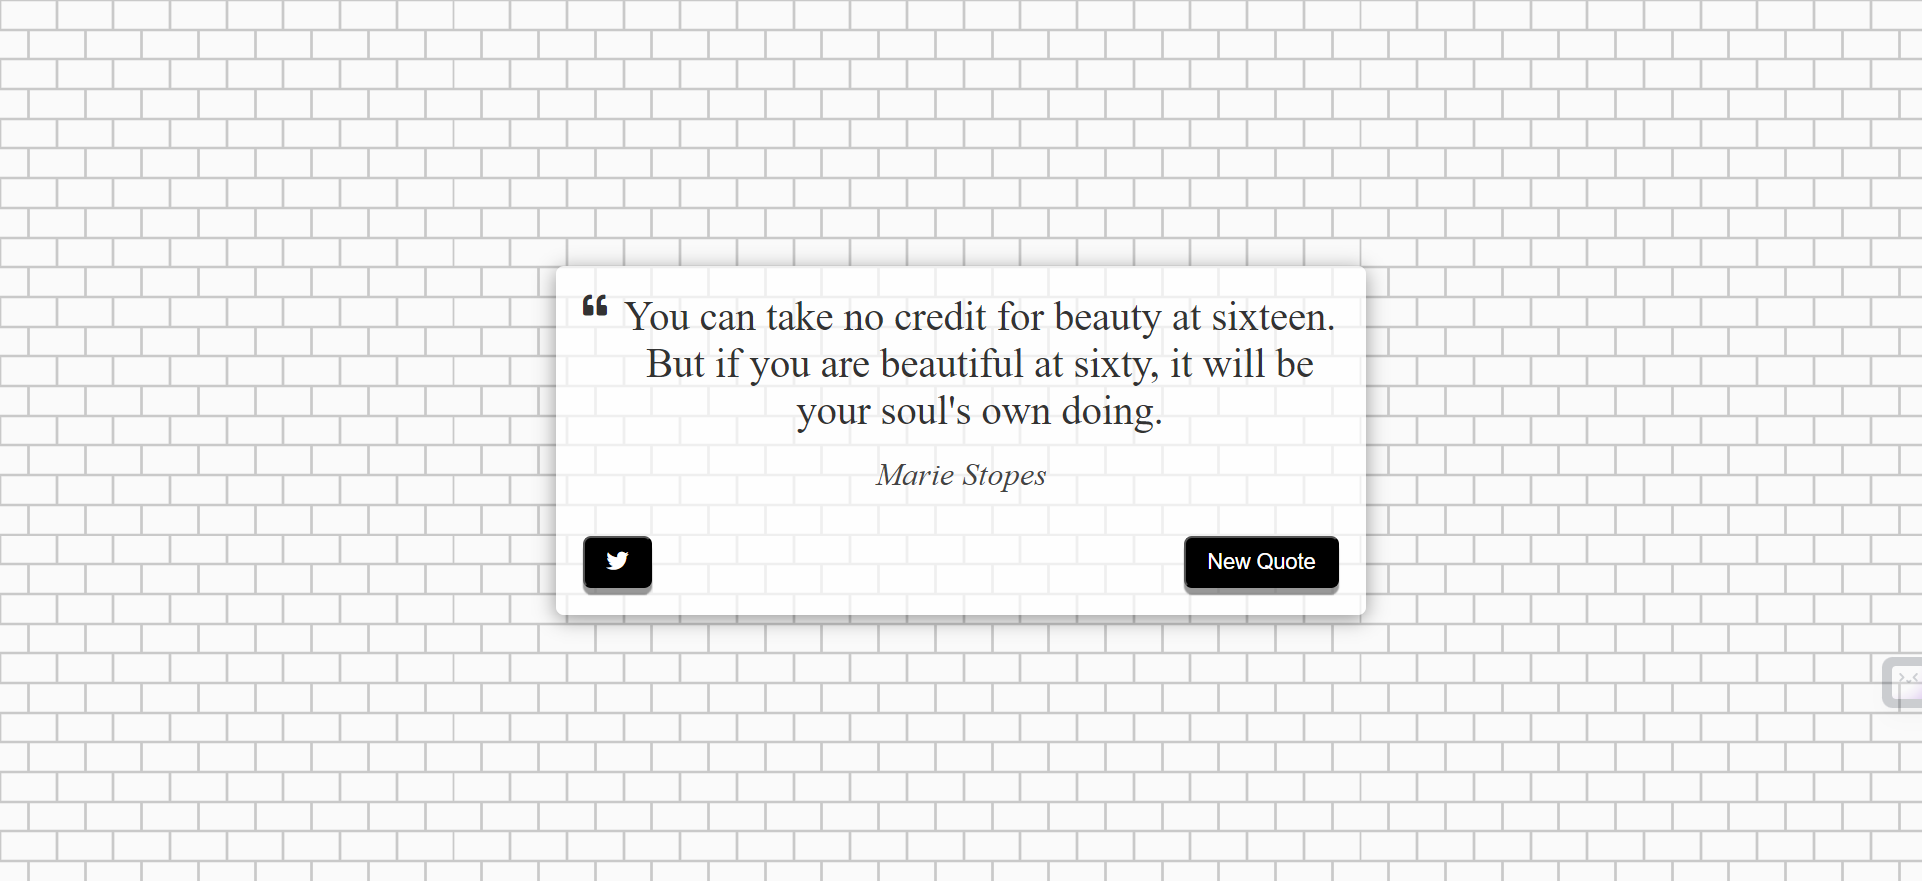 You can take no credit for beauty at sixteen.
But if you are beautiful at sixty, it will be
your soul's own doing.
Marie Stopes
New Quote